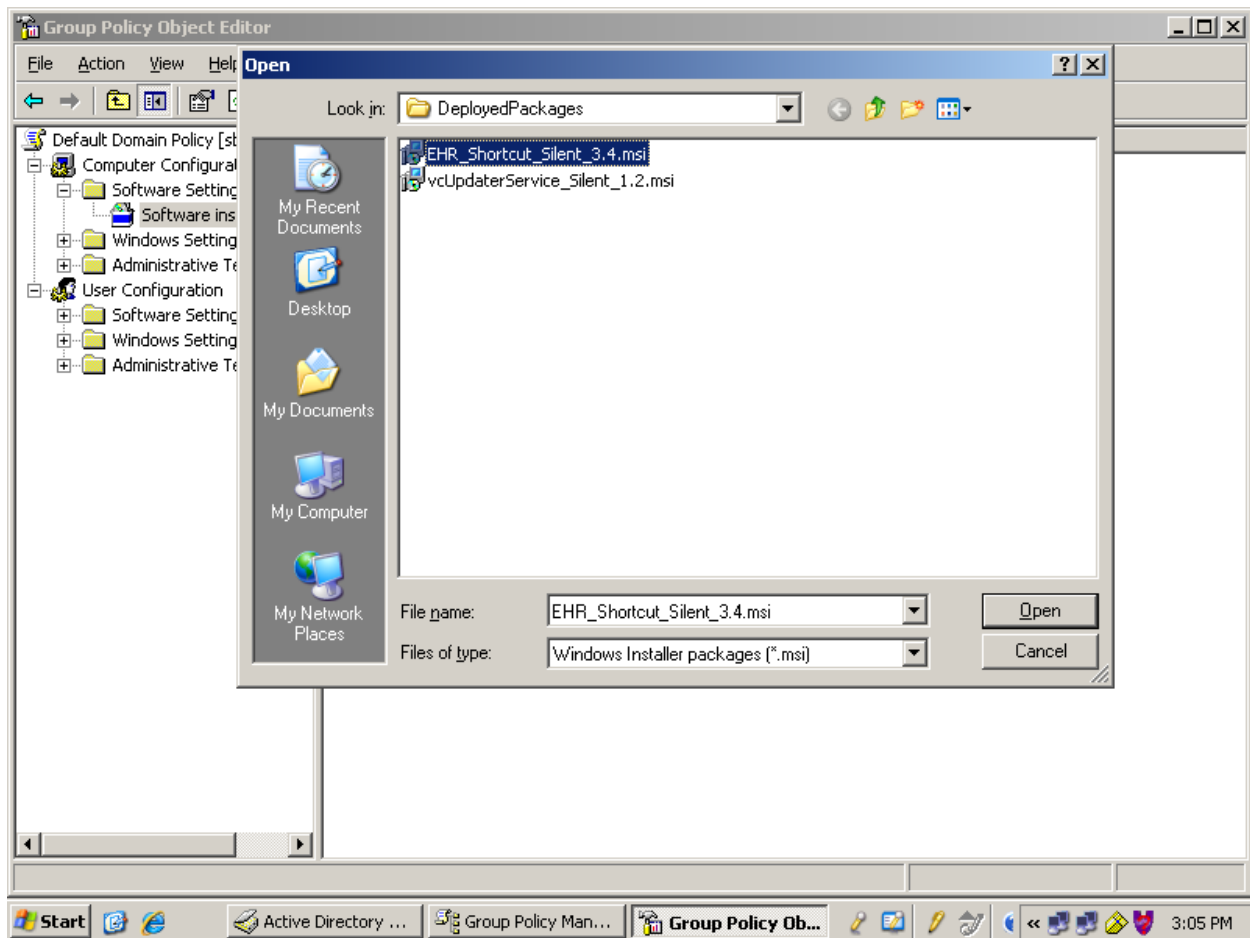 Group Policy Object Editor
File Action View Help
Open
Look in: DeployedPackages
Default Domain Policy [st
Computer Configurat
Software Setting
Software ins
Windows Setting
Administrative Te
User Configuration
Software Setting
Windows Setting
Administrative Te
My Recent
Documents
Desktop
My Documents
My Computer
My Network
Places
EHR_Shortcut_Silent_3.4.msi
vcUpdaterService_Silent_1.2.msi
File name: EHR_Shortcut_Silent_3.4.msi Open
Files of type: Windows Installer packages (*.msi) Cancel
Start Active Directory ... Group Policy Man... Group Policy Ob... « 3:05 PM